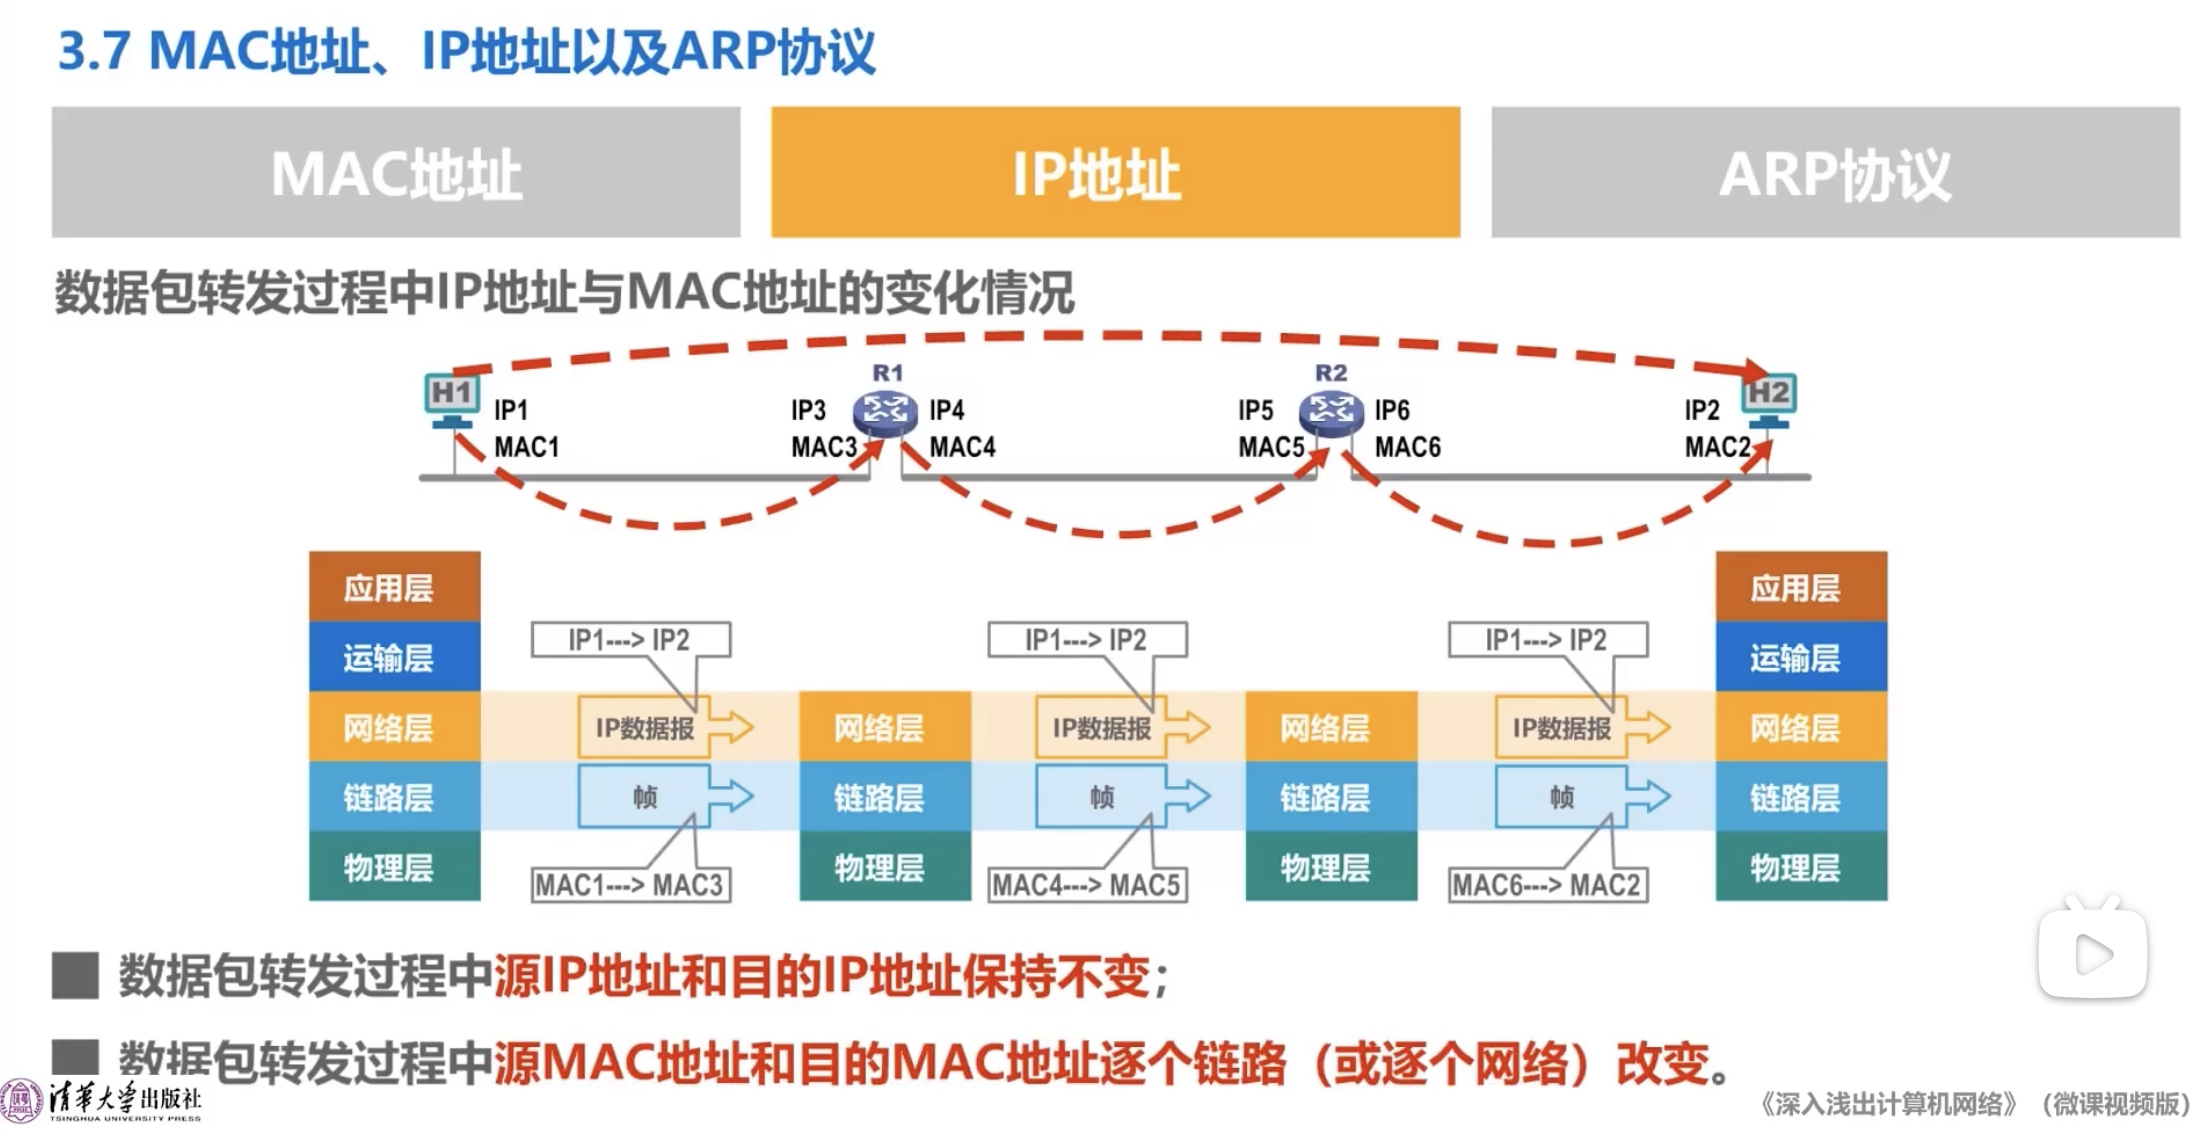 3.7 MAC地址、IP地址以及ARP协议
MAC地址
IP地址
ARP协议
数据包转发过程中IP地址与MAC地址的变化情况
H1
IP1
MAC1
IP3
MAC3
R1
IP4
MAC4
IP5
MAC5
R2
IP6
MAC6
IP2
MAC2
H2
应用层
运输层
网络层
链路层
物理层
IP1---> IP2
IP数据报
帧
MAC1---> MAC3
网络层
链路层
物理层
IP1---> IP2
IP数据报
帧
MAC4---> MAC5
网络层
链路层
物理层
IP1---> IP2
IP数据报
帧
MAC6---> MAC2
应用层
运输层
网络层
链路层
物理层
数据包转发过程中源IP地址和目的IP地址保持不变；
数据包转发过程中源MAC地址和目的MAC地址逐个链路（或逐个网络）改变。
清华大学出版社
TSINGHUA UNIVERSITY PRESS
《深入浅出计算机网络》（微课视频版）